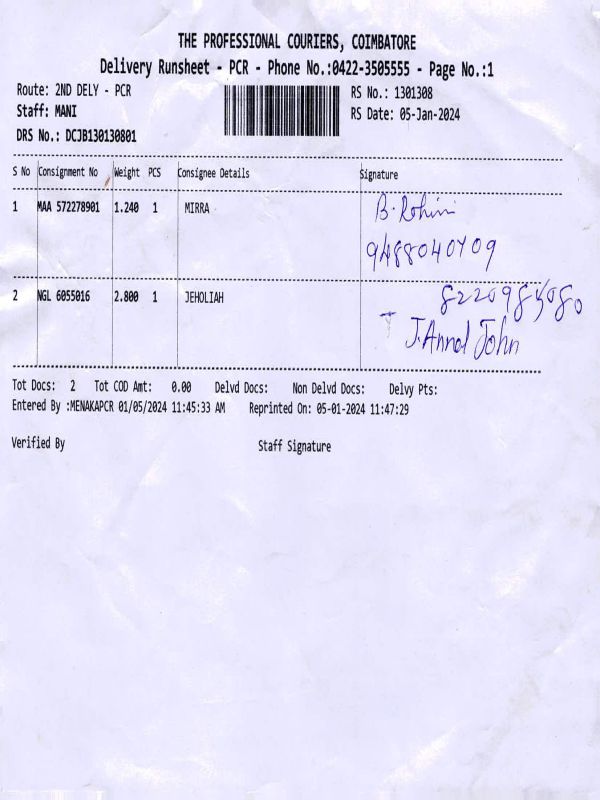 THE PROFESSIONAL COURIERS, COIMBATORE
Delivery Runsheet - PCR - Phone No.:0422-3505555 - Page No.:1
Route: 2ND DELY - PCR RS No.: 1301308
Staff: MANI RS Date: 05-Jan-2024
DRS No.: DCJB130130801
S No Consignment No Weight PCS Consignee Details Signature
1 MAA 572278901 1.240 1 MIRRA B. Rohini
9488040409
2 NGL 6055016 2.800 1 JEHOLIAH
J. Annal John
Tot Docs: 2 Tot COD Amt: 0.00 Delvd Docs: Non Delvd Docs: Delvy Pts:
Entered By :MENAKAPCR 01/05/2024 11:45:33 AM Reprinted On: 05-01-2024 11:47:29
Verified By Staff Signature